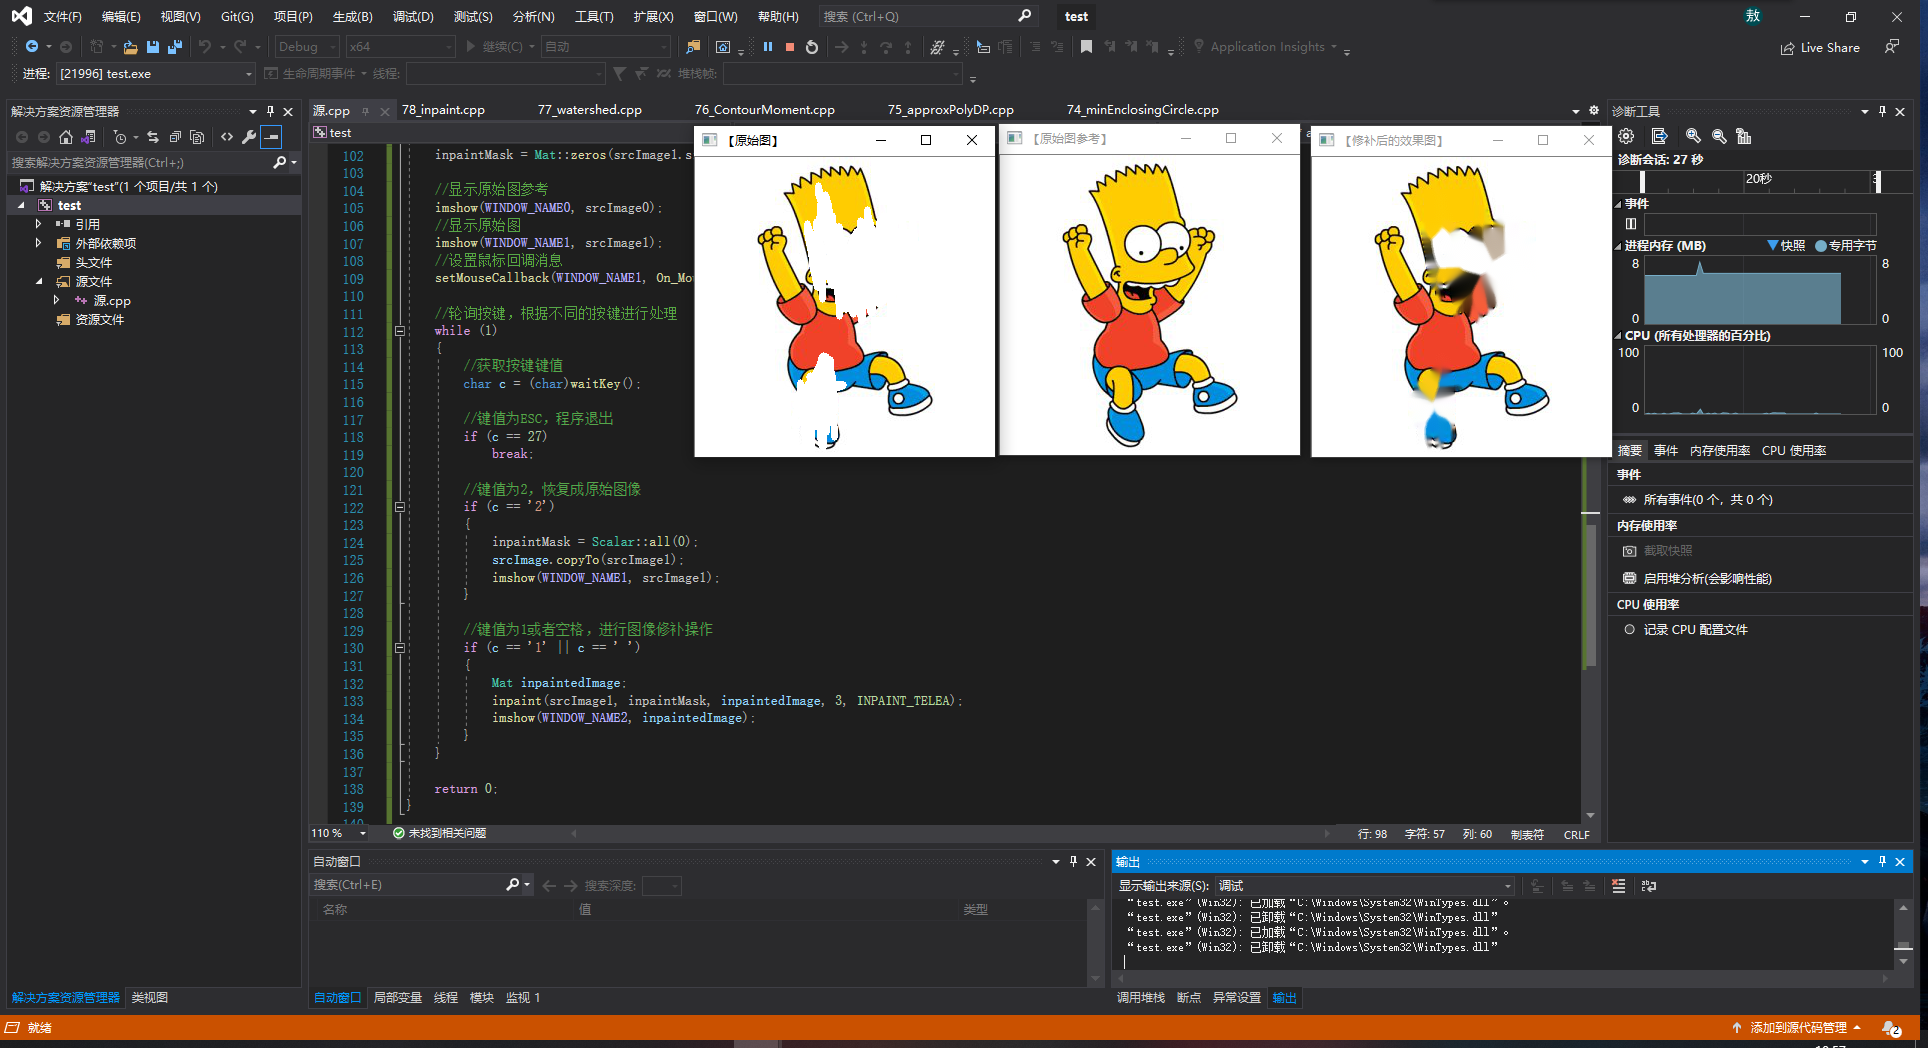 文件(F) 编辑(E) 视图(V) Git(G) 项目(P) 生成(B) 调试(D) 测试(S) 分析(N) 工具(T) 扩展(X) 窗口(W) 帮助(H) 搜索 (Ctrl+Q) test 敖
Debug x64 继续(C) 自动 Application Insights Live Share
进程: [21996] test.exe 生命周期事件 线程: 堆栈帧:
解决方案资源管理器
搜索解决方案资源管理器(Ctrl+;)
解决方案"test"(1 个项目/共 1 个)
test
引用
外部依赖项
头文件
源文件
源.cpp
资源文件
解决方案资源管理器 类视图
源.cpp 78_inpaint.cpp 77_watershed.cpp 76_ContourMoment.cpp 75_approxPolyDP.cpp 74_minEnclosingCircle.cpp
test
【原始图】
【原始图参考】
【修补后的效果图】
102 inpaintMask = Mat::zeros(srcImage1.s
103
104 //显示原始图参考
105 imshow(WINDOW_NAME0, srcImage0);
106 //显示原始图
107 imshow(WINDOW_NAME1, srcImage1);
108 //设置鼠标回调消息
109 setMouseCallback(WINDOW_NAME1, On_Mou
110
111 //轮询按键，根据不同的按键进行处理
112 while (1)
113 {
114 //获取按键键值
115 char c = (char)waitKey();
116
117 //键值为ESC，程序退出
118 if (c == 27)
119 break;
120
121 //键值为2，恢复成原始图像
122 if (c == '2')
123 {
124 inpaintMask = Scalar::all(0);
125 srcImage.copyTo(srcImage1);
126 imshow(WINDOW_NAME1, srcImage1);
127 }
128
129 //键值为1或者空格，进行图像修补操作
130 if (c == '1' || c == ' ')
131 {
132 Mat inpaintedImage;
133 inpaint(srcImage1, inpaintMask, inpaintedImage, 3, INPAINT_TELEA);
134 imshow(WINDOW_NAME2, inpaintedImage);
135 }
136 }
137
138 return 0;
139 }
140
110 % 未找到相关问题 行: 98 字符: 57 列: 60 制表符 CRLF
诊断工具
诊断会话: 27 秒
20秒
事件
进程内存 (MB) 快照 专用字节
8 8
0 0
CPU (所有处理器的百分比)
100 100
0 0
摘要 事件 内存使用率 CPU 使用率
事件
所有事件(0 个，共 0 个)
内存使用率
截取快照
启用堆分析(会影响性能)
CPU 使用率
记录 CPU 配置文件
自动窗口
搜索(Ctrl+E) 搜索深度:
名称 值 类型
自动窗口 局部变量 线程 模块 监视 1
输出
显示输出来源(S): 调试
“test.exe”(Win32): 已加载“C:\Windows\System32\WinTypes.dll”。
“test.exe”(Win32): 已卸载“C:\Windows\System32\WinTypes.dll”
“test.exe”(Win32): 已加载“C:\Windows\System32\WinTypes.dll”。
“test.exe”(Win32): 已卸载“C:\Windows\System32\WinTypes.dll”
调用堆栈 断点 异常设置 输出
就绪 添加到源代码管理 2